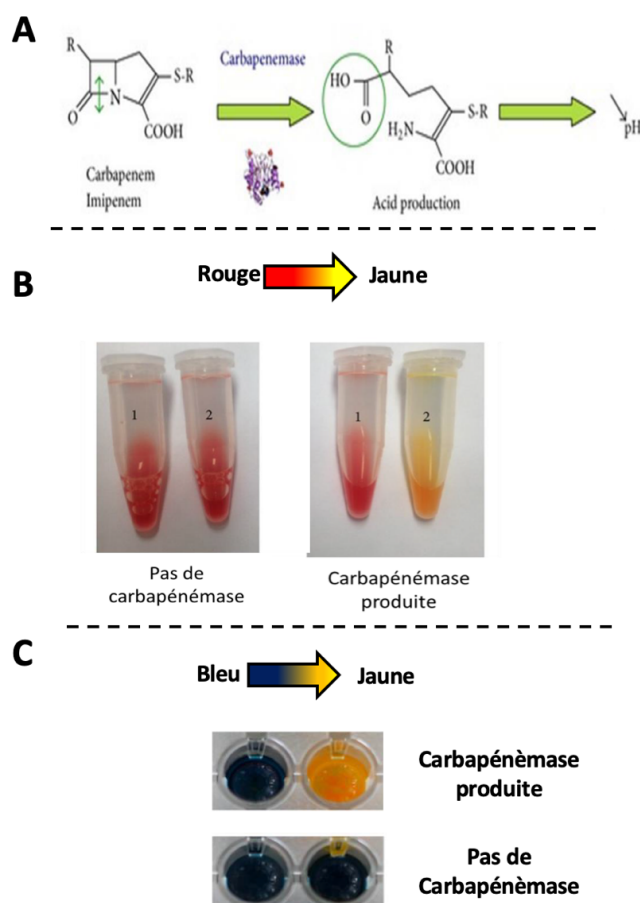 A
R
O
N
S-R
COOH
Carbapenem
Imipenem
Carbapenemase
R
HO
O
H₂N
S-R
COOH
Acid production
pH
B
Rouge
Jaune
1
2
1
2
Pas de
carbapénémase
Carbapénémase
produite
C
Bleu
Jaune
Carbapénèmase
produite
Pas de
Carbapénèmase